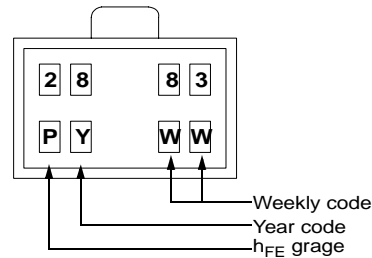 2 8 8 3
P Y W W
Weekly code
Year code
hFE grage